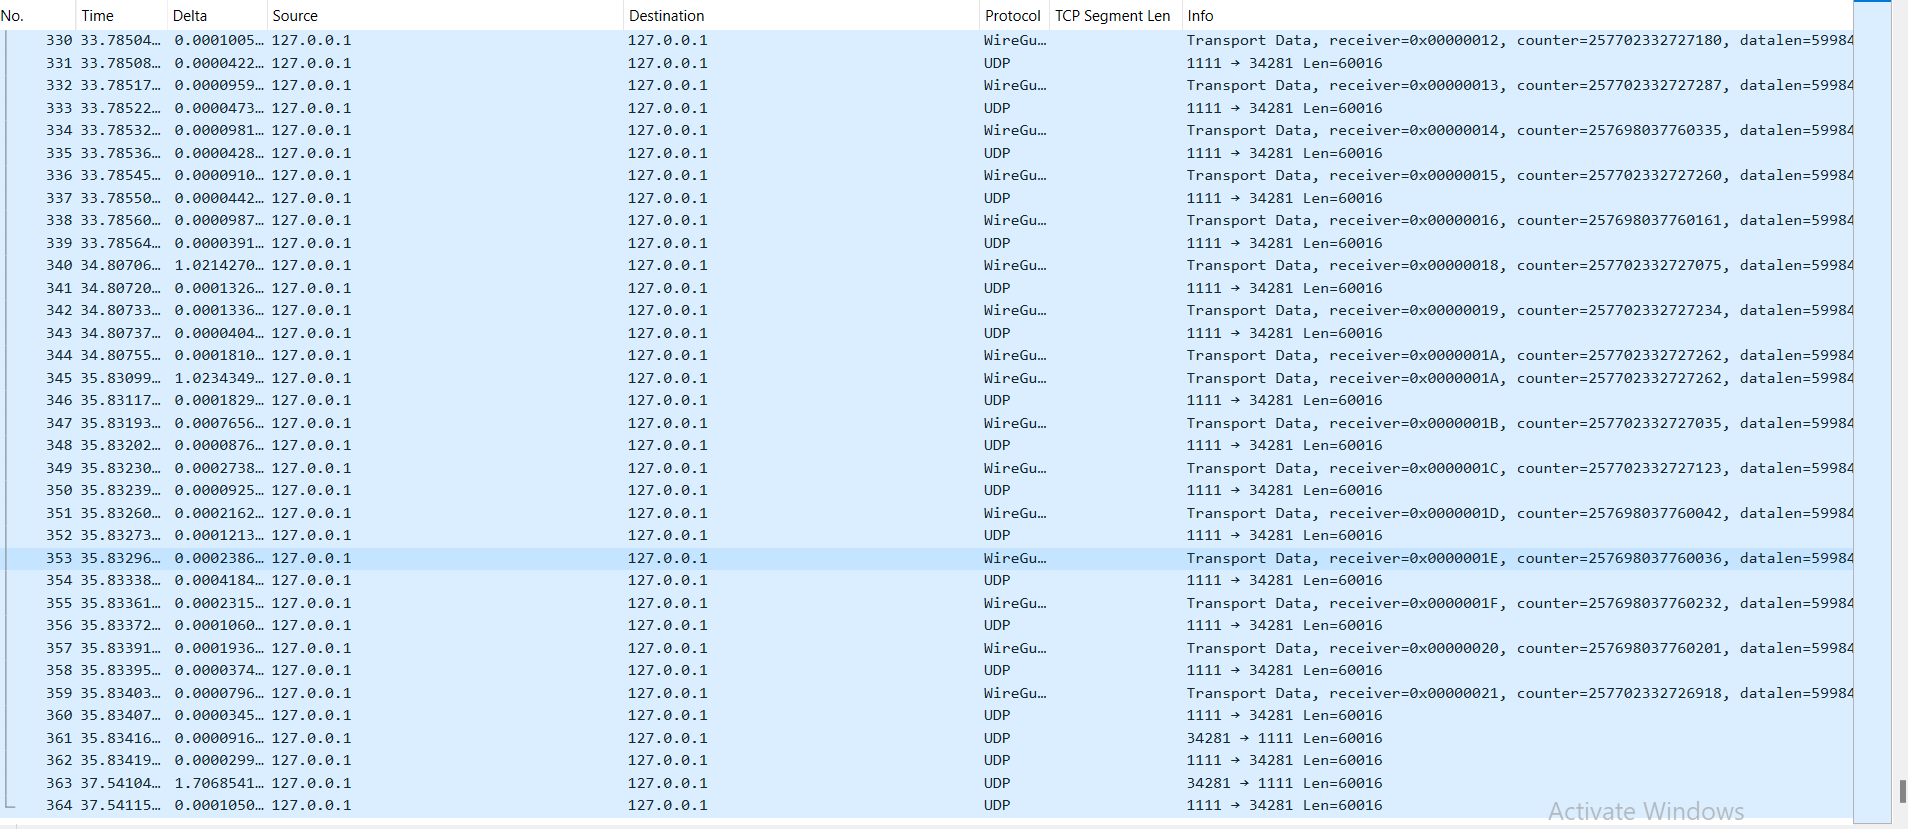 No. Time Delta Source Destination Protocol TCP Segment Len Info
330 33.78504… 0.0001005… 127.0.0.1 127.0.0.1 WireGu… Transport Data, receiver=0x00000012, counter=257702332727180, datalen=59984
331 33.78508… 0.0000422… 127.0.0.1 127.0.0.1 UDP 1111 → 34281 Len=60016
332 33.78517… 0.0000959… 127.0.0.1 127.0.0.1 WireGu… Transport Data, receiver=0x00000013, counter=257702332727287, datalen=59984
333 33.78522… 0.0000473… 127.0.0.1 127.0.0.1 UDP 1111 → 34281 Len=60016
334 33.78532… 0.0000981… 127.0.0.1 127.0.0.1 WireGu… Transport Data, receiver=0x00000014, counter=257698037760335, datalen=59984
335 33.78536… 0.0000428… 127.0.0.1 127.0.0.1 UDP 1111 → 34281 Len=60016
336 33.78545… 0.0000910… 127.0.0.1 127.0.0.1 WireGu… Transport Data, receiver=0x00000015, counter=257702332727260, datalen=59984
337 33.78550… 0.0000442… 127.0.0.1 127.0.0.1 UDP 1111 → 34281 Len=60016
338 33.78560… 0.0000987… 127.0.0.1 127.0.0.1 WireGu… Transport Data, receiver=0x00000016, counter=257698037760161, datalen=59984
339 33.78564… 0.0000391… 127.0.0.1 127.0.0.1 UDP 1111 → 34281 Len=60016
340 34.80706… 1.0214270… 127.0.0.1 127.0.0.1 WireGu… Transport Data, receiver=0x00000018, counter=257702332727075, datalen=59984
341 34.80720… 0.0001326… 127.0.0.1 127.0.0.1 UDP 1111 → 34281 Len=60016
342 34.80733… 0.0001336… 127.0.0.1 127.0.0.1 WireGu… Transport Data, receiver=0x00000019, counter=257702332727234, datalen=59984
343 34.80737… 0.0000404… 127.0.0.1 127.0.0.1 UDP 1111 → 34281 Len=60016
344 34.80755… 0.0001810… 127.0.0.1 127.0.0.1 WireGu… Transport Data, receiver=0x0000001A, counter=257702332727262, datalen=59984
345 35.83099… 1.0234349… 127.0.0.1 127.0.0.1 WireGu… Transport Data, receiver=0x0000001A, counter=257702332727262, datalen=59984
346 35.83117… 0.0001829… 127.0.0.1 127.0.0.1 UDP 1111 → 34281 Len=60016
347 35.83193… 0.0007656… 127.0.0.1 127.0.0.1 WireGu… Transport Data, receiver=0x0000001B, counter=257702332727035, datalen=59984
348 35.83202… 0.0000876… 127.0.0.1 127.0.0.1 UDP 1111 → 34281 Len=60016
349 35.83230… 0.0002738… 127.0.0.1 127.0.0.1 WireGu… Transport Data, receiver=0x0000001C, counter=257702332727123, datalen=59984
350 35.83239… 0.0000925… 127.0.0.1 127.0.0.1 UDP 1111 → 34281 Len=60016
351 35.83260… 0.0002162… 127.0.0.1 127.0.0.1 WireGu… Transport Data, receiver=0x0000001D, counter=257698037760042, datalen=59984
352 35.83273… 0.0001213… 127.0.0.1 127.0.0.1 UDP 1111 → 34281 Len=60016
353 35.83296… 0.0002386… 127.0.0.1 127.0.0.1 WireGu… Transport Data, receiver=0x0000001E, counter=257698037760036, datalen=59984
354 35.83338… 0.0004184… 127.0.0.1 127.0.0.1 UDP 1111 → 34281 Len=60016
355 35.83361… 0.0002315… 127.0.0.1 127.0.0.1 WireGu… Transport Data, receiver=0x0000001F, counter=257698037760232, datalen=59984
356 35.83372… 0.0001060… 127.0.0.1 127.0.0.1 UDP 1111 → 34281 Len=60016
357 35.83391… 0.0001936… 127.0.0.1 127.0.0.1 WireGu… Transport Data, receiver=0x00000020, counter=257698037760201, datalen=59984
358 35.83395… 0.0000374… 127.0.0.1 127.0.0.1 UDP 1111 → 34281 Len=60016
359 35.83403… 0.0000796… 127.0.0.1 127.0.0.1 WireGu… Transport Data, receiver=0x00000021, counter=257702332726918, datalen=59984
360 35.83407… 0.0000345… 127.0.0.1 127.0.0.1 UDP 1111 → 34281 Len=60016
361 35.83416… 0.0000916… 127.0.0.1 127.0.0.1 UDP 34281 → 1111 Len=60016
362 35.83419… 0.0000299… 127.0.0.1 127.0.0.1 UDP 1111 → 34281 Len=60016
363 37.54104… 1.7068541… 127.0.0.1 127.0.0.1 UDP 34281 → 1111 Len=60016
364 37.54115… 0.0001050… 127.0.0.1 127.0.0.1 UDP 1111 → 34281 Len=60016
Activate Windows